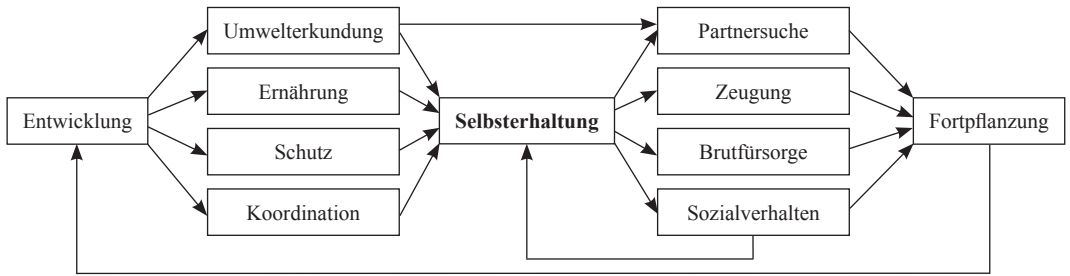 Umwelterkundung
Partnersuche
Ernährung
Zeugung
Entwicklung
Selbsterhaltung
Fortpflanzung
Schutz
Brutfürsorge
Koordination
Sozialverhalten